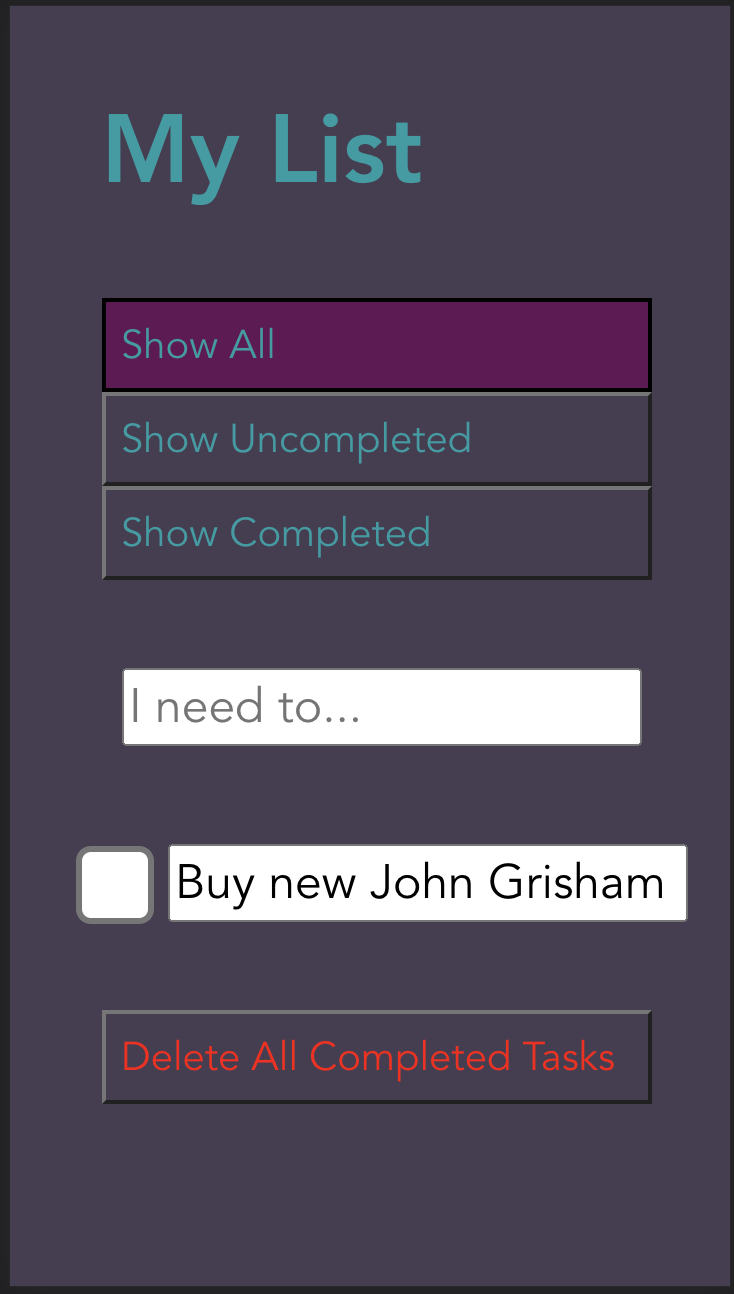 My List
Show All
Show Uncompleted
Show Completed
I need to...
Buy new John Grisham
Delete All Completed Tasks